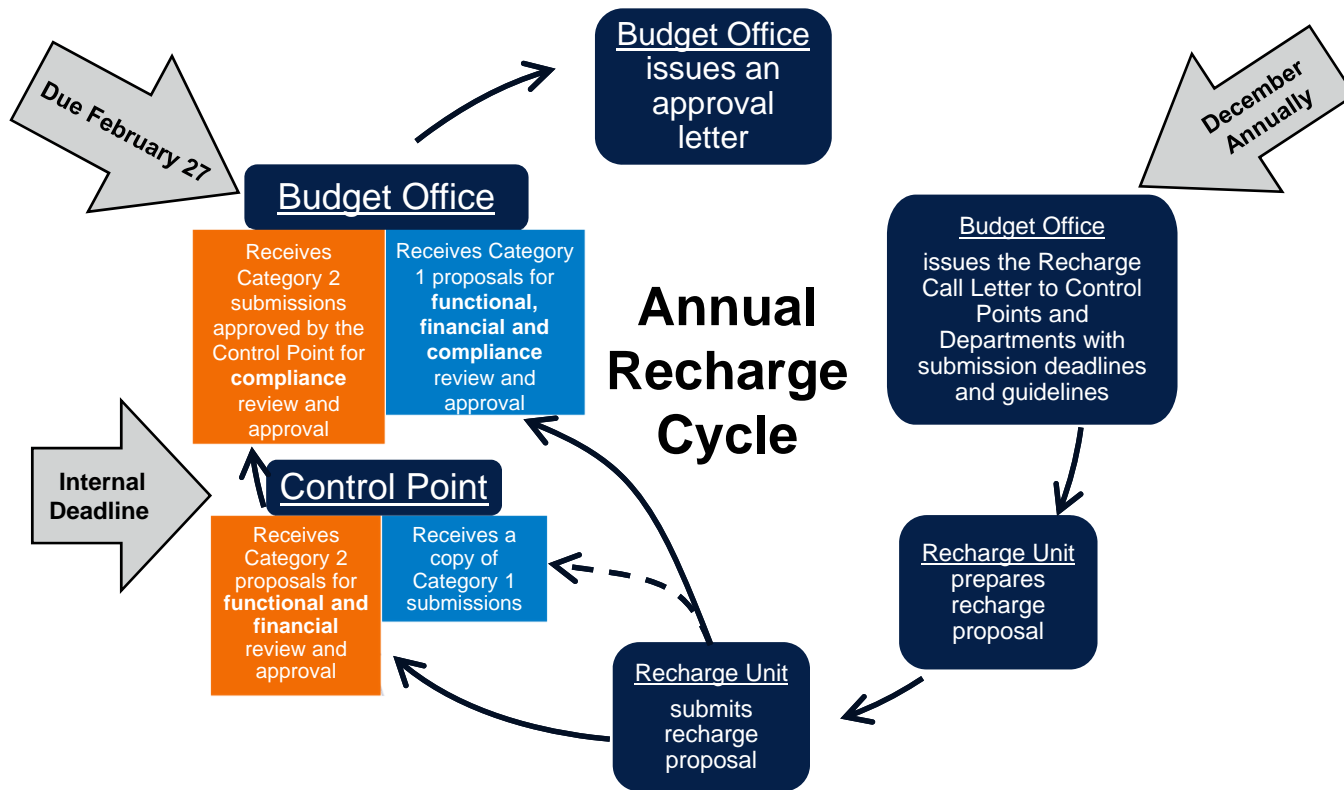 Budget Office
issues an
approval
letter
Due February 27
December
Annually
Budget Office
Receives
Category 2
submissions
approved by the
Control Point for
compliance
review and
approval
Receives Category
1 proposals for
functional,
financial and
compliance
review and
approval
Annual
Recharge
Cycle
Budget Office
issues the Recharge
Call Letter to Control
Points and
Departments with
submission deadlines
and guidelines
Internal
Deadline
Control Point
Receives
Category 2
proposals for
functional and
financial
review and
approval
Receives a
copy of
Category 1
submissions
Recharge Unit
prepares
recharge
proposal
Recharge Unit
submits
recharge
proposal